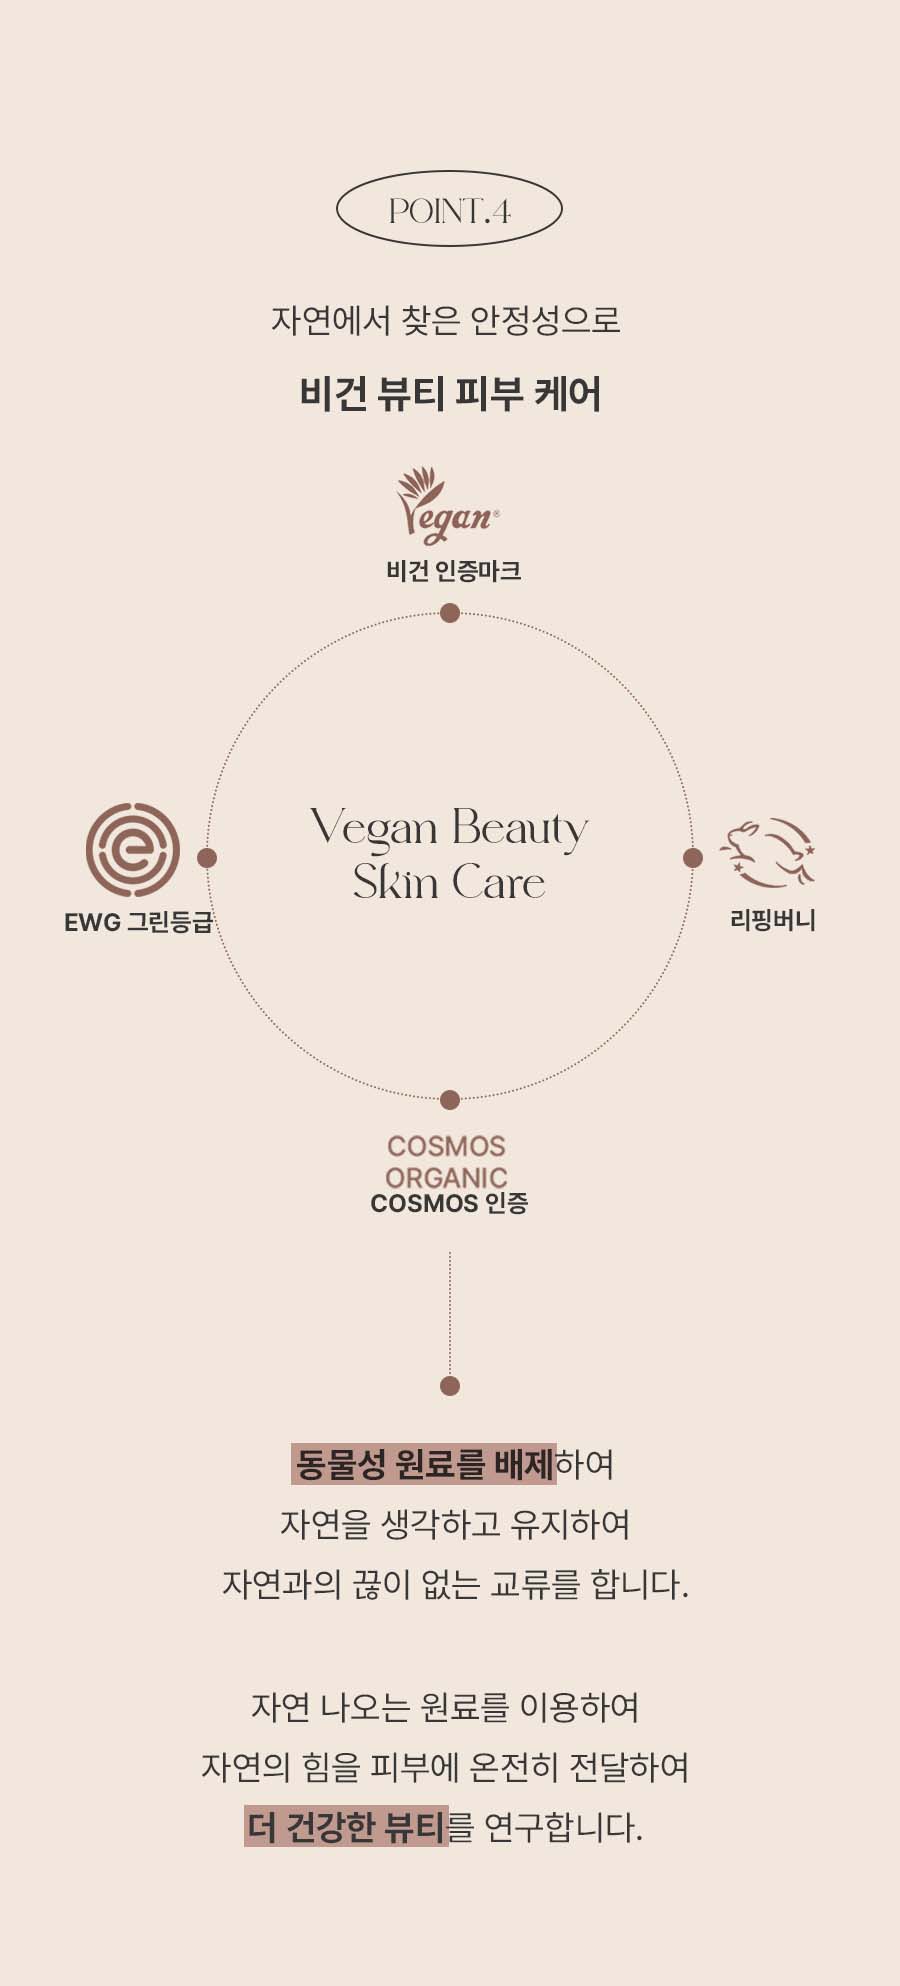 POINT.4
자연에서 찾은 안정성으로
비건 뷰티 피부 케어
Vegan®
비건 인증마크
Vegan Beauty
Skin Care
e
EWG 그린등급
리핑버니
COSMOS
ORGANIC
COSMOS 인증
동물성 원료를 배제하여
자연을 생각하고 유지하여
자연과의 끊이 없는 교류를 합니다.
자연 나오는 원료를 이용하여
자연의 힘을 피부에 온전히 전달하여
더 건강한 뷰티를 연구합니다.